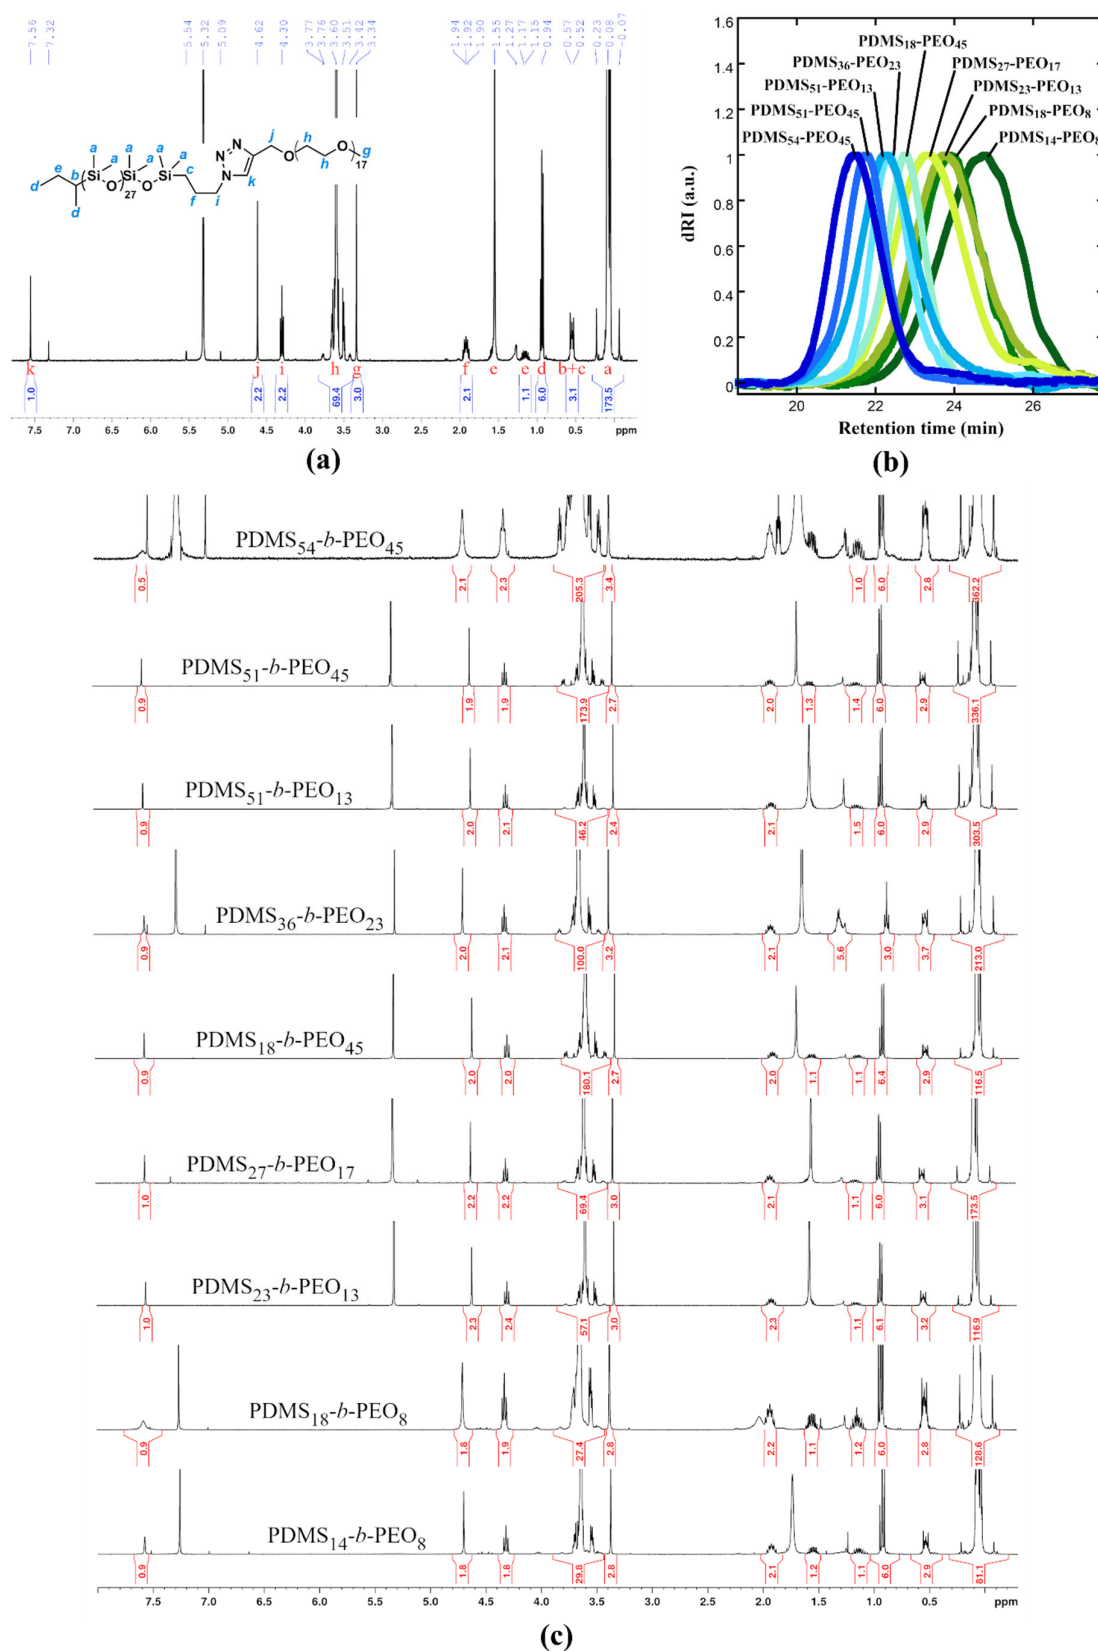 7.56 7.32 5.54 5.32 5.09 4.62 4.30 3.77 3.76 3.60 3.51 3.42 3.34 1.94 1.92 1.90 1.55 1.27 1.17 1.15 0.94 0.57 0.52 0.23 0.08 -0.07
N N j h g
N O O 17
a a a h
e a a a c k
b Si O Si O Si N
d 27 f i
d
k j i h g f e e d b+c a
1.0 2.2 2.2 69.4 3.0 2.1 1.1 6.0 3.1 173.5
7.5 7.0 6.5 6.0 5.5 5.0 4.5 4.0 3.5 3.0 2.5 2.0 1.5 1.0 0.5 ppm
(a)
1.6
1.4
1.2
1
0.8
0.6
0.4
0.2
0
dRI (a.u.)
PDMS18-PEO45
PDMS36-PEO23
PDMS27-PEO17
PDMS51-PEO13
PDMS23-PEO13
PDMS51-PEO45
PDMS18-PEO8
PDMS54-PEO45
PDMS14-PEO8
20 22 24 26
Retention time (min)
(b)
PDMS54-b-PEO45
0.5 2.1 2.3 205.3 3.4 1.0 6.0 2.8 362.2
PDMS51-b-PEO45
0.9 1.9 1.9 173.9 2.7 2.0 1.3 1.4 6.0 2.9 336.1
PDMS51-b-PEO13
0.9 2.0 2.1 46.2 2.4 2.1 1.5 6.0 2.9 303.5
PDMS36-b-PEO23
0.9 2.0 2.1 100.0 3.2 2.1 5.6 3.0 3.7 213.0
PDMS18-b-PEO45
0.9 2.0 2.0 180.1 2.7 2.0 1.1 1.1 6.4 2.9 116.5
PDMS27-b-PEO17
1.0 2.2 2.2 69.4 3.0 2.1 1.1 6.0 3.1 173.5
PDMS23-b-PEO13
1.0 2.3 2.4 57.1 3.0 2.3 1.1 6.1 3.2 116.9
PDMS18-b-PEO8
0.9 1.8 1.9 27.4 2.8 2.2 1.1 1.2 6.0 2.8 128.6
PDMS14-b-PEO8
0.9 1.8 1.8 29.8 2.8 2.1 1.2 1.1 6.0 2.9 81.1
7.5 7.0 6.5 6.0 5.5 5.0 4.5 4.0 3.5 3.0 2.5 2.0 1.5 1.0 0.5 ppm
(c)